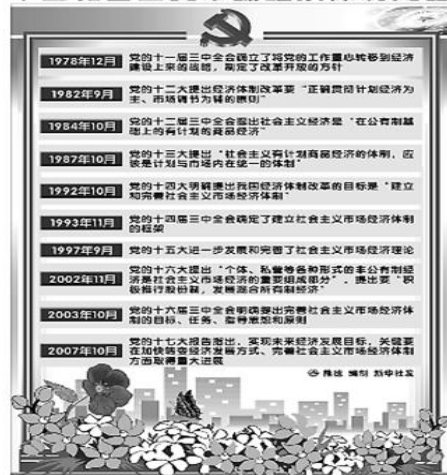 1978年12月
党的十一届三中全会确立了将党的工作重心转移到经济
建设上来的战略，制定了改革开放的方针
1982年9月
党的十二大提出经济体制改革要“正确贯彻计划经济为
主、市场调节为辅的原则”
1984年10月
党的十二届三中全会提出社会主义经济是“在公有制基
础上的有计划的商品经济”
1987年10月
党的十三大提出“社会主义有计划商品经济的体制，应
该是计划与市场内在统一的体制”
1992年10月
党的十四大明确提出我国经济体制改革的目标是“建立
和完善社会主义市场经济体制”
1993年11月
党的十四届三中全会确定了建立社会主义市场经济体制
的框架
1997年9月
党的十五大进一步发展和完善了社会主义市场经济理论
2002年11月
党的十六大提出“个体、私营等各种形式的非公有制经
济是社会主义市场经济的重要组成部分”，提出要“积
极推行股份制，发展混合所有制经济”
2003年10月
党的十六届三中全会明确提出完善社会主义市场经济体
制的目标、任务、指导思想和原则
2007年10月
党的十七大报告指出，实现未来经济发展目标，关键要
在加快转变经济发展方式、完善社会主义市场经济体制
方面取得重大进展
编制 新华社发